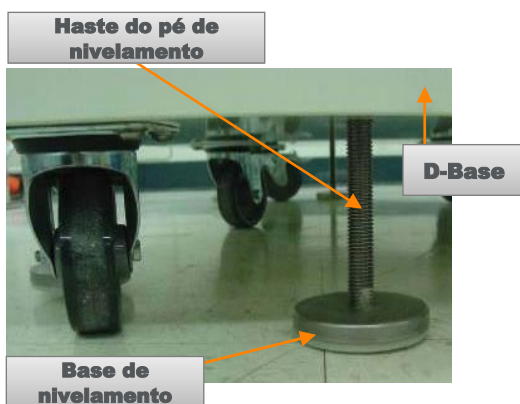 Haste do pé de
nivelamento
D-Base
Base de
nivelamento